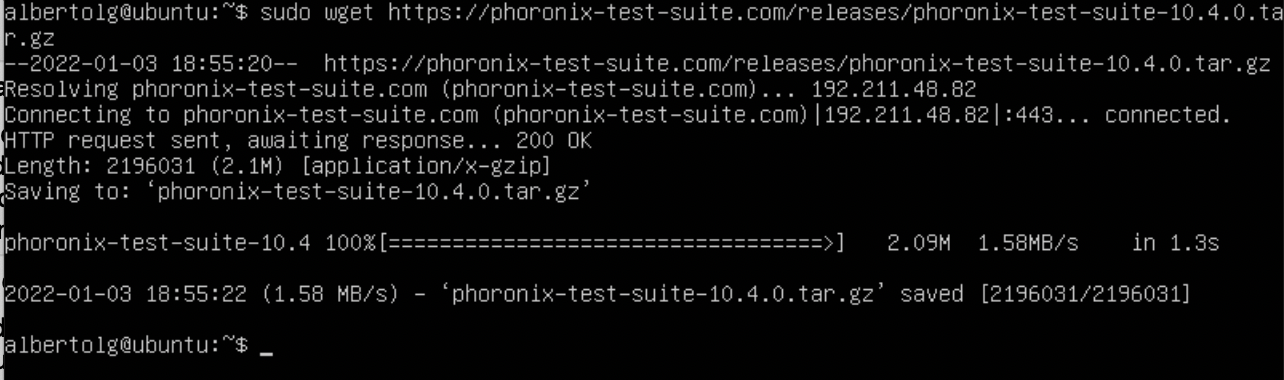 albertolg@ubuntu:~$ sudo wget https://phoronix-test-suite.com/releases/phoronix-test-suite-10.4.0.ta
r.gz
--2022-01-03 18:55:20--  https://phoronix-test-suite.com/releases/phoronix-test-suite-10.4.0.tar.gz
Resolving phoronix-test-suite.com (phoronix-test-suite.com)... 192.211.48.82
Connecting to phoronix-test-suite.com (phoronix-test-suite.com)|192.211.48.82|:443... connected.
HTTP request sent, awaiting response... 200 OK
Length: 2196031 (2.1M) [application/x-gzip]
Saving to: ‘phoronix-test-suite-10.4.0.tar.gz’
phoronix-test-suite-10.4 100%[==================================>]   2.09M  1.58MB/s    in 1.3s
2022-01-03 18:55:22 (1.58 MB/s) - ‘phoronix-test-suite-10.4.0.tar.gz’ saved [2196031/2196031]
albertolg@ubuntu:~$ _